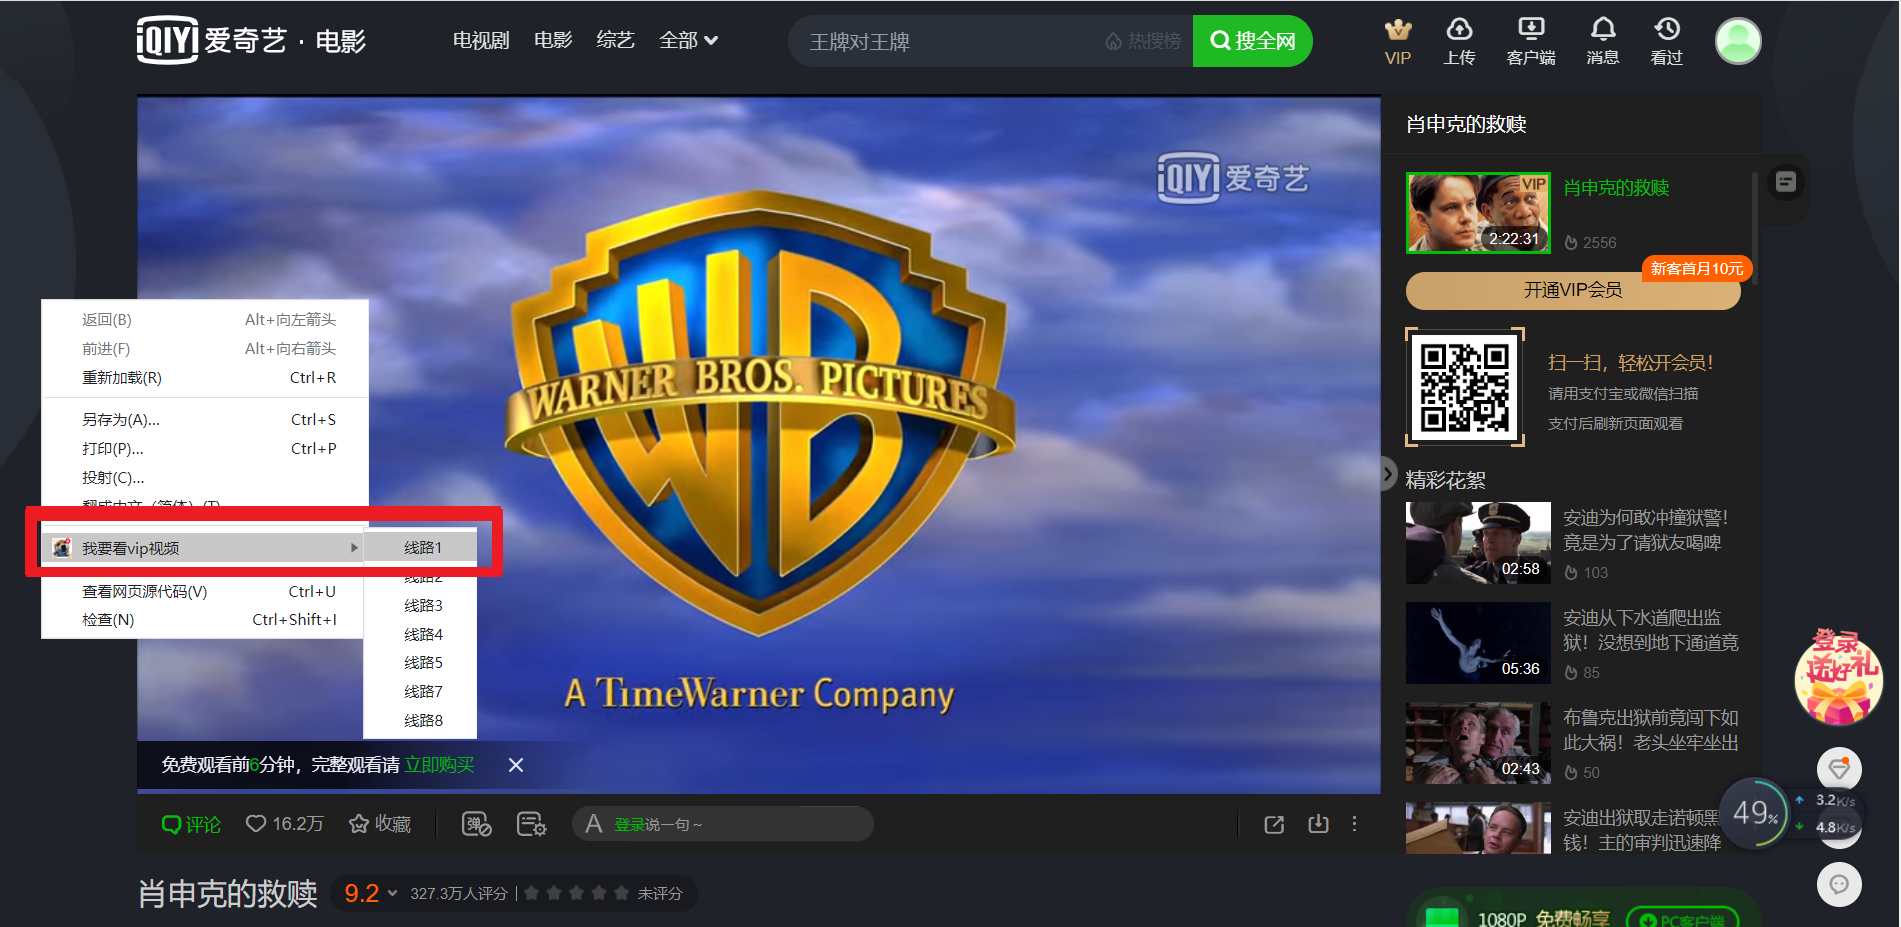 iQIYI 爱奇艺 · 电影
电视剧 电影 综艺 全部
王牌对王牌 热搜榜 搜全网
VIP 上传 客户端 消息 看过
iQIYI 爱奇艺
WARNER BROS. PICTURES
A TimeWarner Company
返回(B) Alt+向左箭头
前进(F) Alt+向右箭头
重新加载(R) Ctrl+R
另存为(A)... Ctrl+S
打印(P)... Ctrl+P
投射(C)...
翻成中文（简体）(T)
我要看vip视频
查看网页源代码(V) Ctrl+U
检查(N) Ctrl+Shift+I
线路1
线路2
线路3
线路4
线路5
线路7
线路8
免费观看前6分钟，完整观看请 立即购买
评论 16.2万 收藏
弹
A 登录说一句～
肖申克的救赎 9.2 327.3万人评分 未评分
肖申克的救赎
VIP
2:22:31
肖申克的救赎
2556
新客首月10元
开通VIP会员
扫一扫，轻松开会员！
请用支付宝或微信扫描
支付后刷新页面观看
精彩花絮
02:58
安迪为何敢冲撞狱警！
竟是为了请狱友喝啤
103
05:36
安迪从下水道爬出监
狱！没想到地下通道竟
85
02:43
布鲁克出狱前竟闯下如
此大祸！老头坐牢坐出
50
安迪出狱取走诺顿黑
钱！主的审判迅速降
登录
送好礼
49%
3.2K/s
4.8K/s
1080P 免费畅享 PC客户端